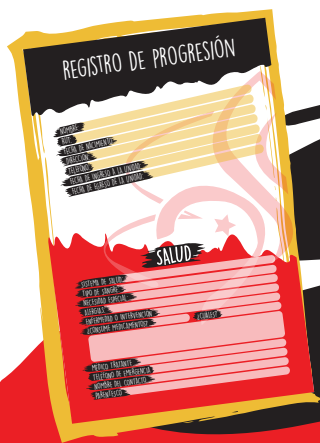 REGISTRO DE PROGRESIÓN
NOMBRE
RUT
FECHA DE NACIMIENTO
DIRECCIÓN
TELÉFONO
FECHA DE INGRESO A LA UNIDAD
FECHA DE EGRESO DE LA UNIDAD
SALUD
SISTEMA DE SALUD
TIPO DE SANGRE
NECESIDAD ESPECIAL
ALERGIAS
ENFERMEDAD O INTERVENCIÓN ¿CUÁLES?
¿CONSUME MEDICAMENTOS?
MÉDICO TRATANTE
TELÉFONO DE EMERGENCIA
NOMBRE DEL CONTACTO
PARENTESCO